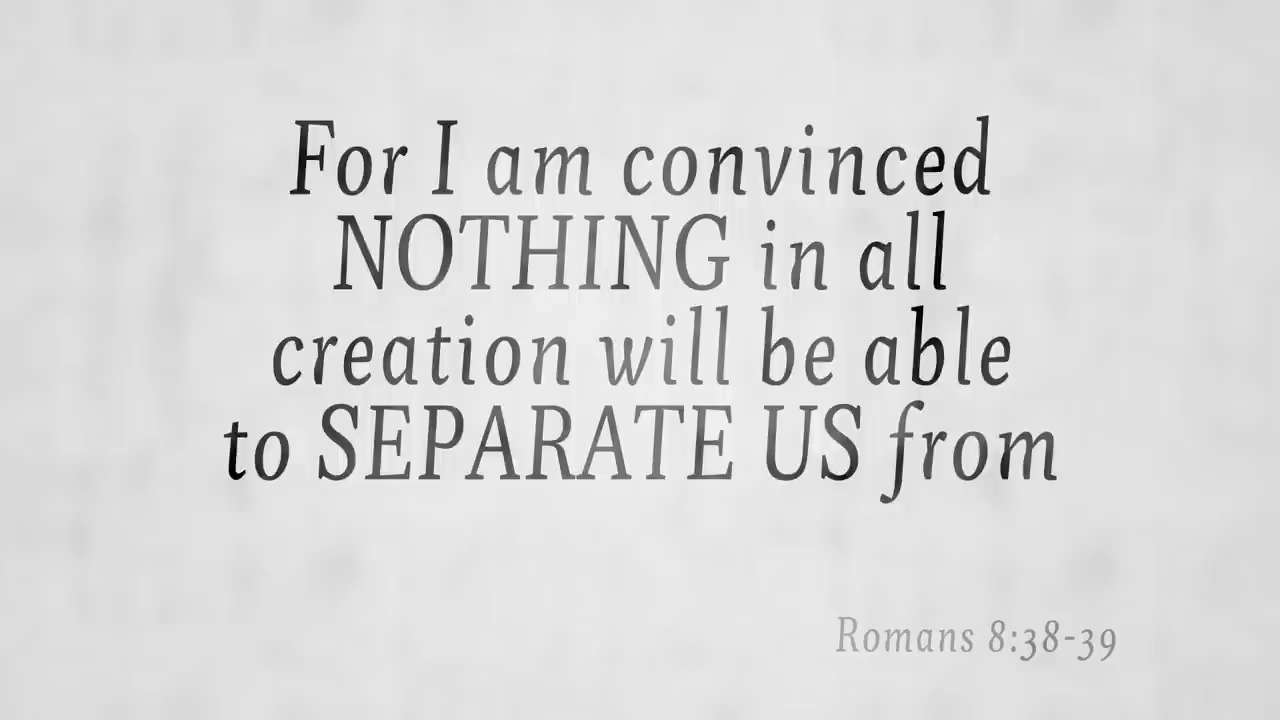 For I am convinced
NOTHING in all
creation will be able
to SEPARATE US from
Romans 8:38-39